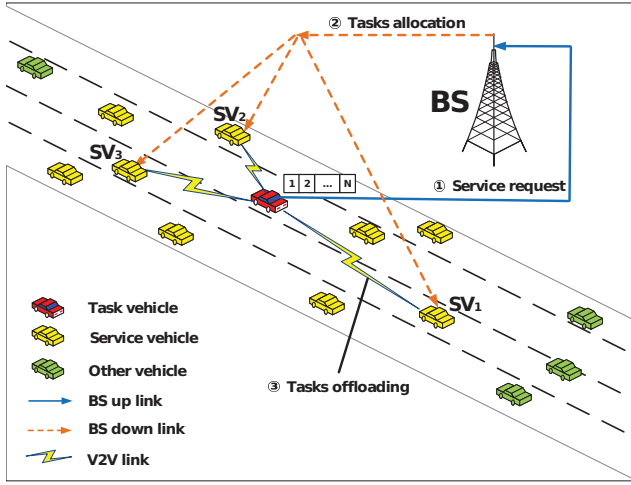 ② Tasks allocation
BS
SV₂
SV₃
1 2 ... N
① Service request
SV₁
③ Tasks offloading
Task vehicle
Service vehicle
Other vehicle
BS up link
BS down link
V2V link